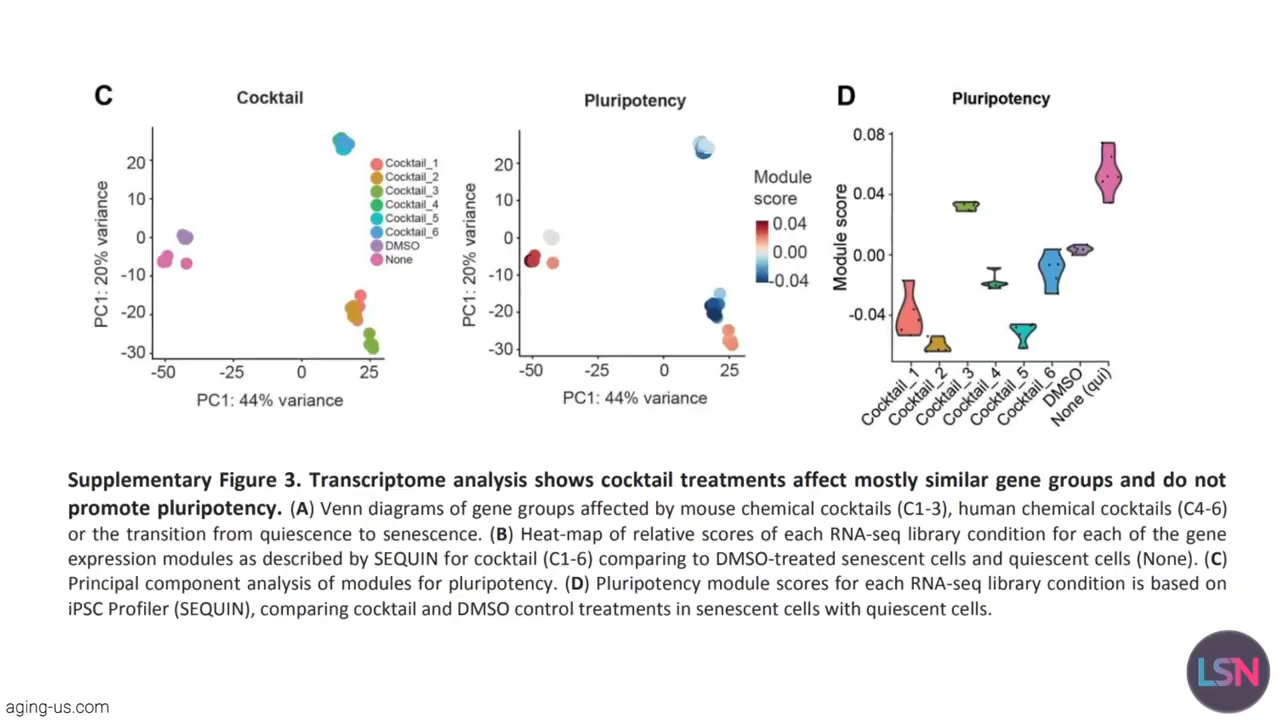 C
Cocktail
PC1: 20% variance
20
10
0
-10
-20
-30
-50
-25
0
25
PC1: 44% variance
Cocktail_1
Cocktail_2
Cocktail_3
Cocktail_4
Cocktail_5
Cocktail_6
DMSO
None
Pluripotency
PC1: 20% variance
20
10
0
-10
-20
-30
-50
-25
0
25
PC1: 44% variance
Module
score
0.04
0.00
-0.04
D
Pluripotency
Module score
0.08
0.04
0.00
-0.04
Cocktail_1
Cocktail_2
Cocktail_3
Cocktail_4
Cocktail_5
Cocktail_6
DMSO
None (qui)
Supplementary Figure 3. Transcriptome analysis shows cocktail treatments affect mostly similar gene groups and do not
promote pluripotency. (A) Venn diagrams of gene groups affected by mouse chemical cocktails (C1-3), human chemical cocktails (C4-6)
or the transition from quiescence to senescence. (B) Heat-map of relative scores of each RNA-seq library condition for each of the gene
expression modules as described by SEQUIN for cocktail (C1-6) comparing to DMSO-treated senescent cells and quiescent cells (None). (C)
Principal component analysis of modules for pluripotency. (D) Pluripotency module scores for each RNA-seq library condition is based on
iPSC Profiler (SEQUIN), comparing cocktail and DMSO control treatments in senescent cells with quiescent cells.
LSN
aging-us.com